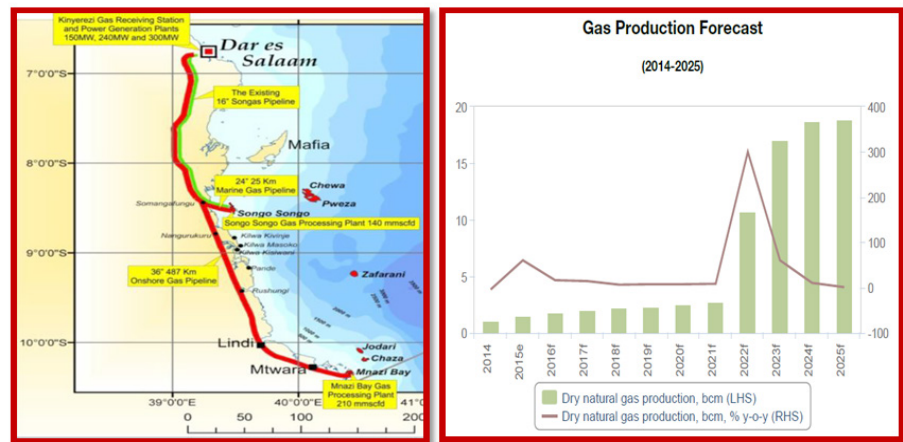 Kinyerezi Gas Receiving Station
and Power Generation Plants
150MW, 240MW and 300MW
Dar es
Salaam
7°0'0"S
The Existing
16" Songas Pipeline
Mafia
8°0'0"S
24" 25 Km
Marine Gas Pipeline
Chewa
Pweza
Somangafungu
Songo Songo
Songo Songo Gas Processing Plant 140 mmscfd
Nangurukuru
Kilwa Kivinje
Kilwa Masoko
Kilwa Kisiwani
9°0'0"S
36" 487 Km
Onshore Gas Pipeline
Pande
Zafarani
Rushungi
10°0'0"S
Lindi
Jodari
Chaza
Mtwara
Mnazi Bay
Mnazi Bay Gas
Processing Plant
210 mmscfd
39°0'0"E
40°0'0"E
0 50 100 200
Gas Production Forecast
(2014-2025)
20
15
10
5
0
400
300
200
100
0
-100
2014
2015e
2016f
2017f
2018f
2019f
2020f
2021f
2022f
2023f
2024f
2025f
Dry natural gas production, bcm (LHS)
Dry natural gas production, bcm, % y-o-y (RHS)